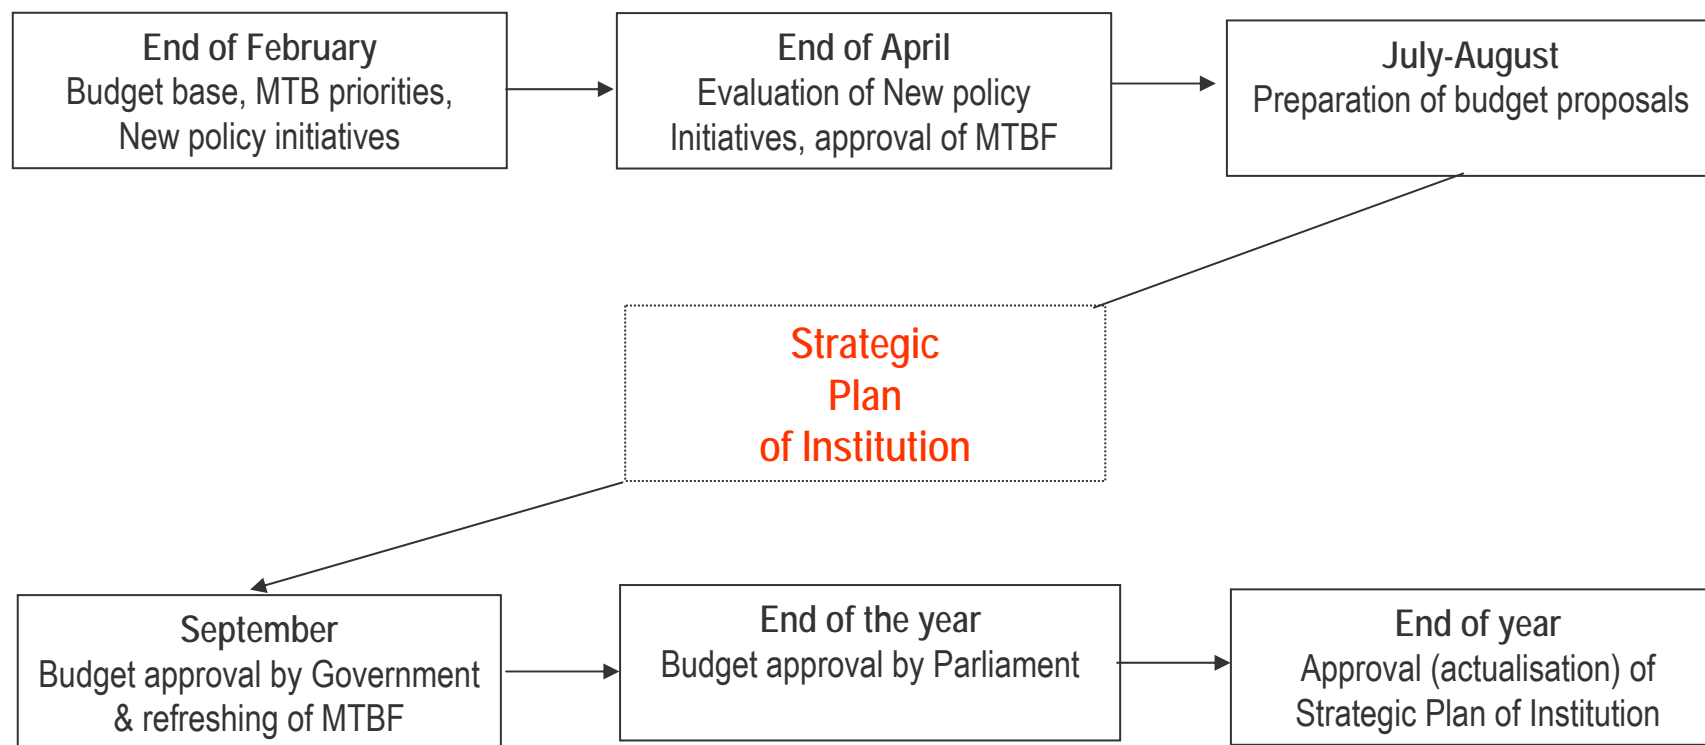 End of February
Budget base, MTB priorities,
New policy initiatives
End of April
Evaluation of New policy
Initiatives, approval of MTBF
July-August
Preparation of budget proposals
Strategic
Plan
of Institution
September
Budget approval by Government
& refreshing of MTBF
End of the year
Budget approval by Parliament
End of year
Approval (actualisation) of
Strategic Plan of Institution